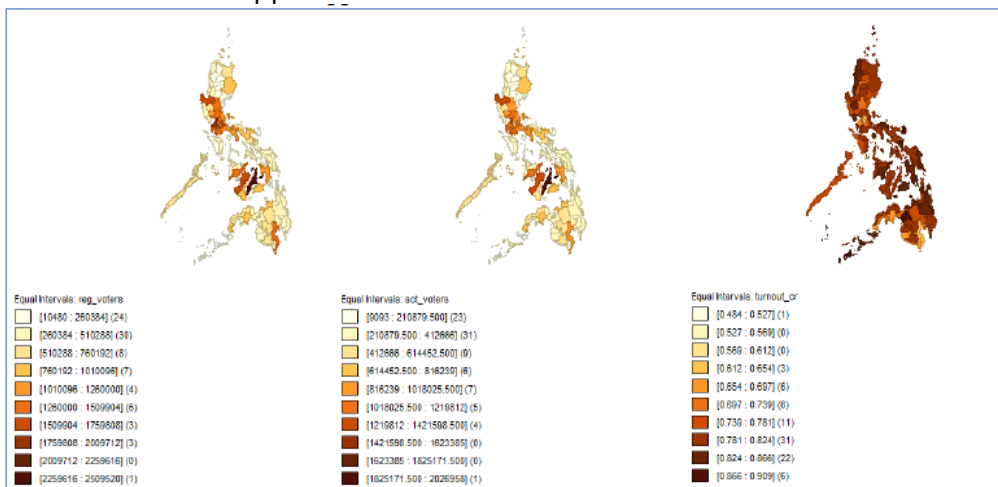 Equal Intervals: reg_voters
[10480 : 260384] (24)
[260384 : 510288] (30)
[510288 : 760192] (8)
[760192 : 1010096] (7)
[1010096 : 1260000] (4)
[1260000 : 1509904] (6)
[1509904 : 1759808] (3)
[1759808 : 2009712] (3)
[2009712 : 2259616] (0)
[2259616 : 2509520] (1)
Equal Intervals: act_voters
[9093 : 210879.500] (23)
[210879.500 : 412666] (31)
[412666 : 614452.500] (9)
[614452.500 : 816239] (6)
[816239 : 1018025.500] (7)
[1018025.500 : 1219812] (5)
[1219812 : 1421598.500] (4)
[1421598.500 : 1623385] (0)
[1623385 : 1825171.500] (0)
[1825171.500 : 2026958] (1)
Equal Intervals: turnout_cr
[0.484 : 0.527] (1)
[0.527 : 0.569] (0)
[0.569 : 0.612] (0)
[0.612 : 0.654] (3)
[0.654 : 0.697] (6)
[0.697 : 0.739] (6)
[0.739 : 0.781] (11)
[0.781 : 0.824] (31)
[0.824 : 0.866] (22)
[0.866 : 0.909] (6)